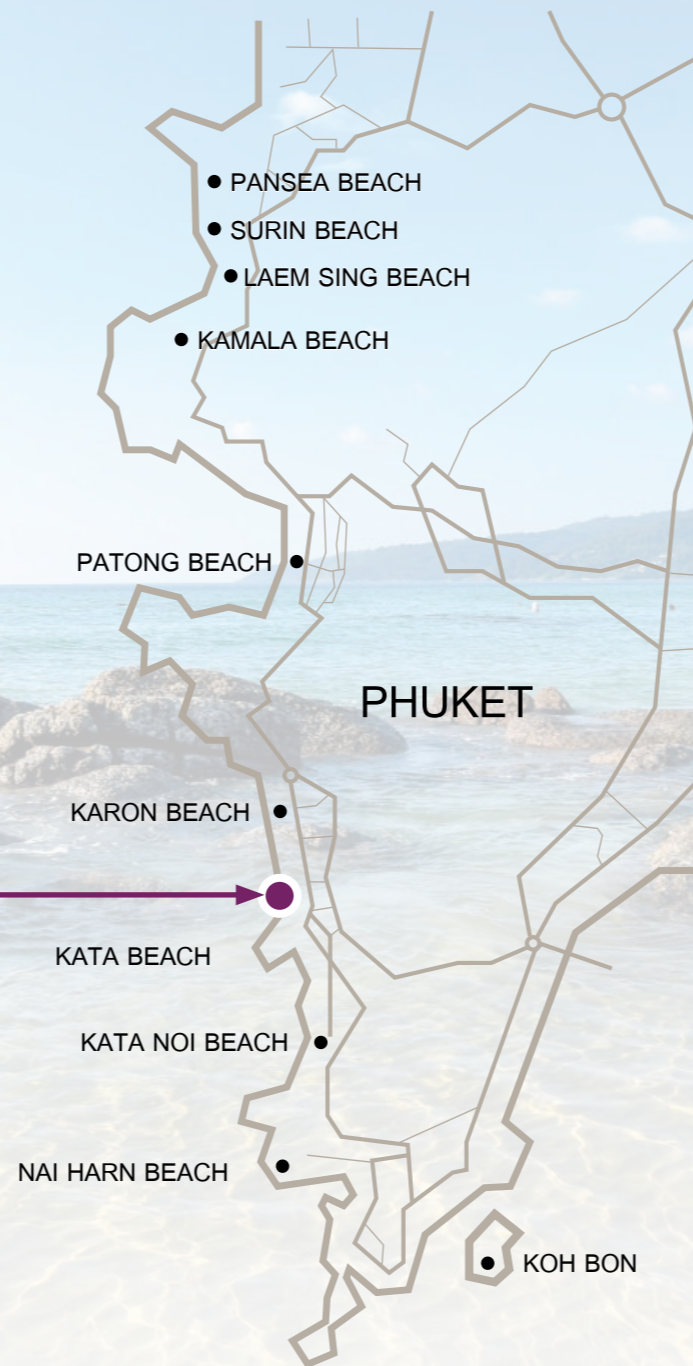 PANSEA BEACH
SURIN BEACH
LAEM SING BEACH
KAMALA BEACH
PATONG BEACH
PHUKET
KARON BEACH
KATA BEACH
KATA NOI BEACH
NAI HARN BEACH
KOH BON